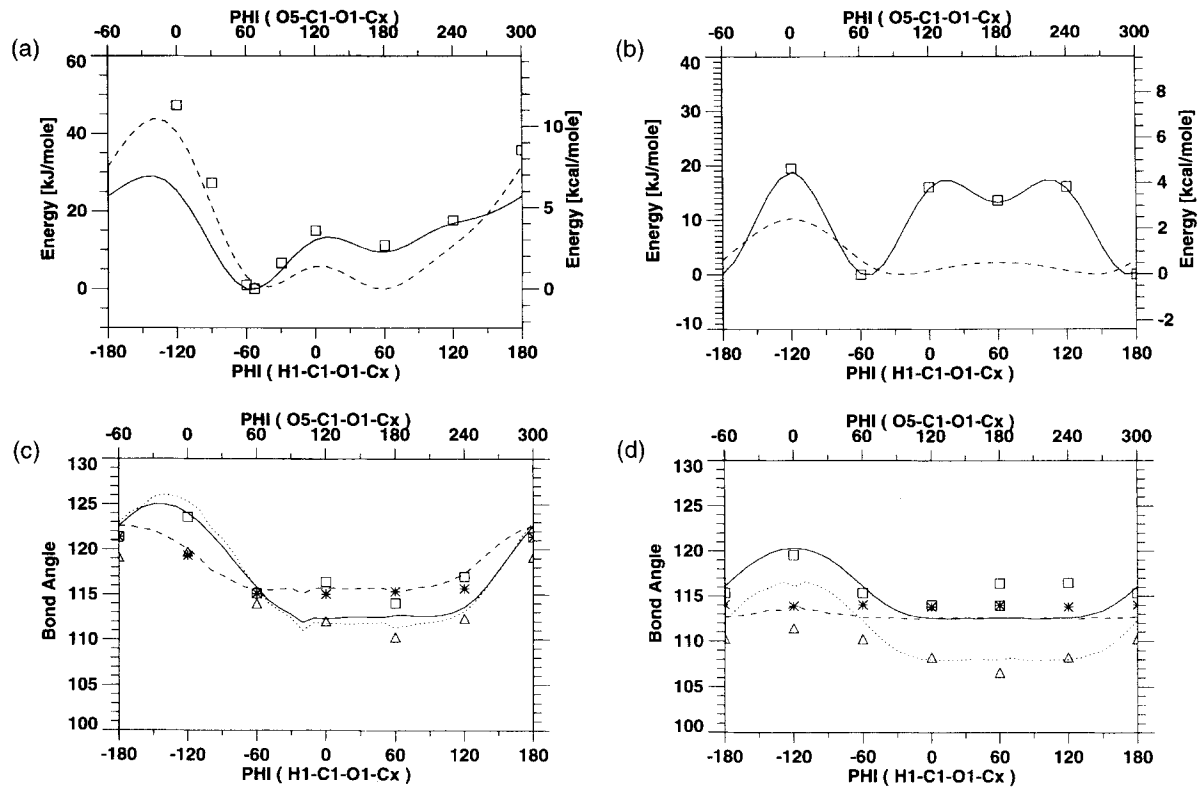 (a)
PHI ( O5-C1-O1-Cx )
-60 0 60 120 180 240 300
60
40
20
0
Energy [kJ/mole]
10
5
0
Energy [kcal/mole]
-180 -120 -60 0 60 120 180
PHI ( H1-C1-O1-Cx )
(b)
PHI ( O5-C1-O1-Cx )
-60 0 60 120 180 240 300
40
30
20
10
0
-10
Energy [kJ/mole]
8
6
4
2
0
-2
Energy [kcal/mole]
-180 -120 -60 0 60 120 180
PHI ( H1-C1-O1-Cx )
(c)
PHI ( O5-C1-O1-Cx )
-60 0 60 120 180 240 300
130
125
120
115
110
105
100
Bond Angle
-180 -120 -60 0 60 120 180
PHI ( H1-C1-O1-Cx )
(d)
PHI ( O5-C1-O1-Cx )
-60 0 60 120 180 240 300
130
125
120
115
110
105
100
Bond Angle
-180 -120 -60 0 60 120 180
PHI ( H1-C1-O1-Cx )